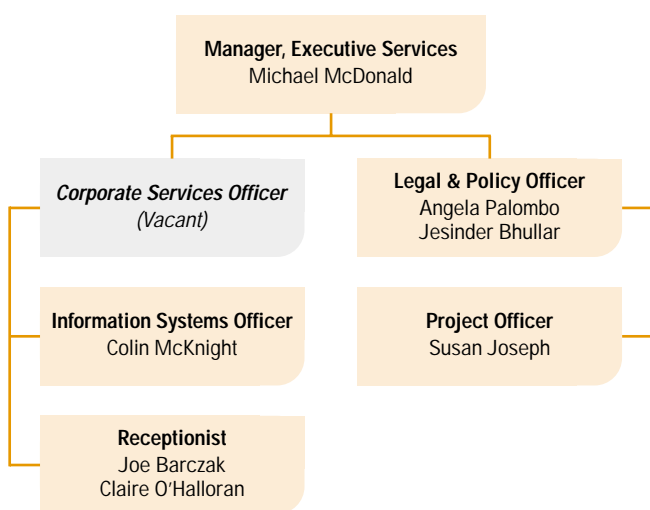 Manager, Executive Services
Michael McDonald
Corporate Services Officer
(Vacant)
Legal & Policy Officer
Angela Palombo
Jesinder Bhullar
Information Systems Officer
Colin McKnight
Project Officer
Susan Joseph
Receptionist
Joe Barczak
Claire O’Halloran